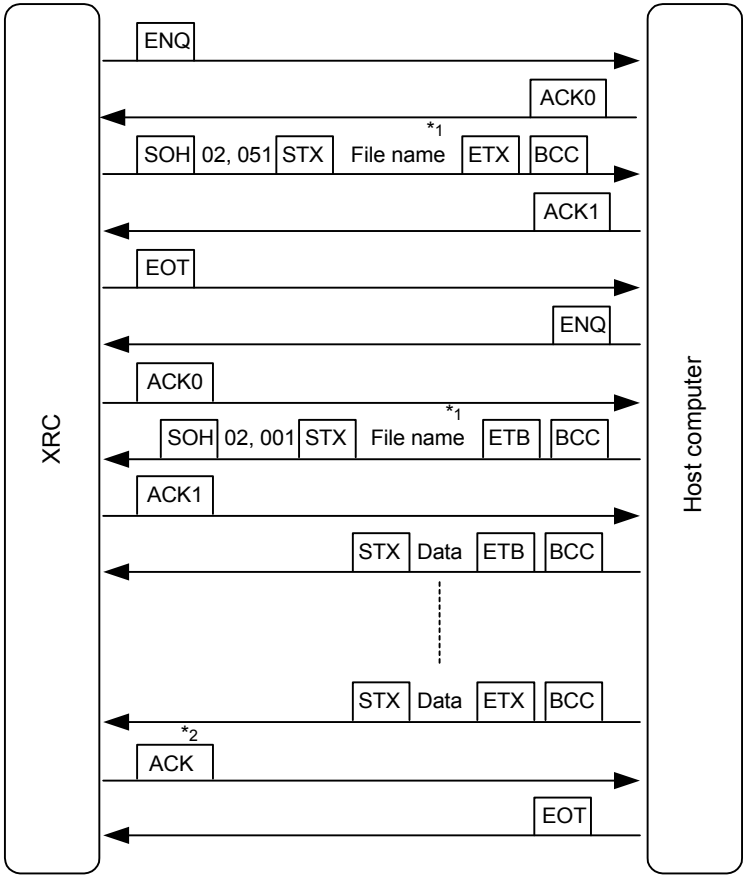 XRC
Host computer
ENQ
ACK0
*1
SOH 02, 051 STX File name ETX BCC
ACK1
EOT
ENQ
ACK0
*1
SOH 02, 001 STX File name ETB BCC
ACK1
STX Data ETB BCC
STX Data ETX BCC
*2
ACK
EOT